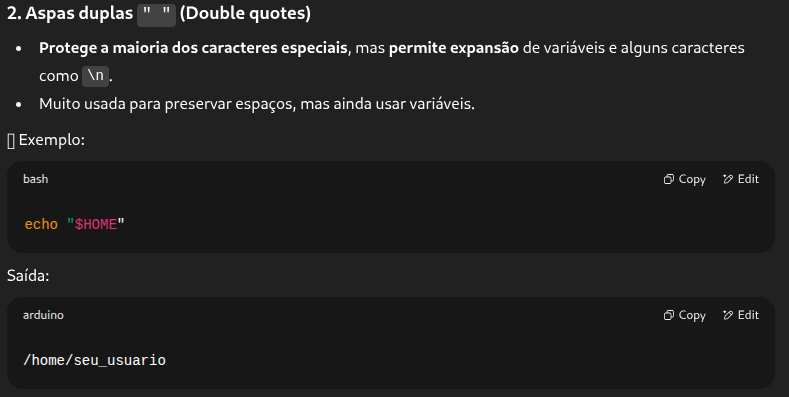 2. Aspas duplas " " (Double quotes)
• Protege a maioria dos caracteres especiais, mas permite expansão de variáveis e alguns caracteres
como \n.
• Muito usada para preservar espaços, mas ainda usar variáveis.
▯ Exemplo:
bash Copy Edit
echo "$HOME"
Saída:
arduino Copy Edit
/home/seu_usuario